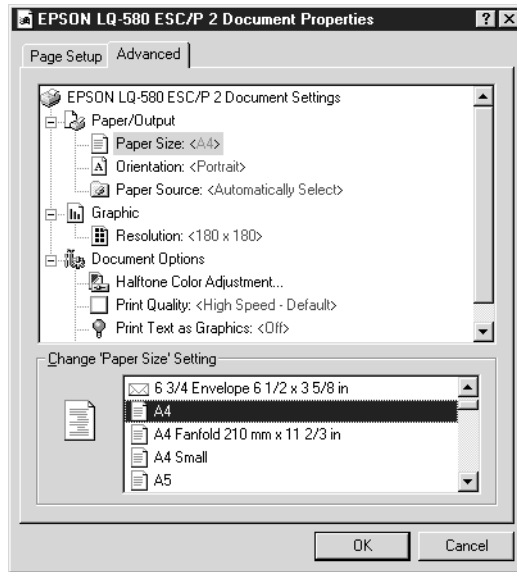 EPSON LQ-580 ESC/P 2 Document Properties
Page Setup
Advanced
EPSON LQ-580 ESC/P 2 Document Settings
Paper/Output
Paper Size: <A4>
Orientation: <Portrait>
Paper Source: <Automatically Select>
Graphic
Resolution: <180 x 180>
Document Options
Halftone Color Adjustment...
Print Quality: <High Speed - Default>
Print Text as Graphics: <Off>
Change 'Paper Size' Setting
6 3/4 Envelope 6 1/2 x 3 5/8 in
A4
A4 Fanfold 210 mm x 11 2/3 in
A4 Small
A5
OK
Cancel